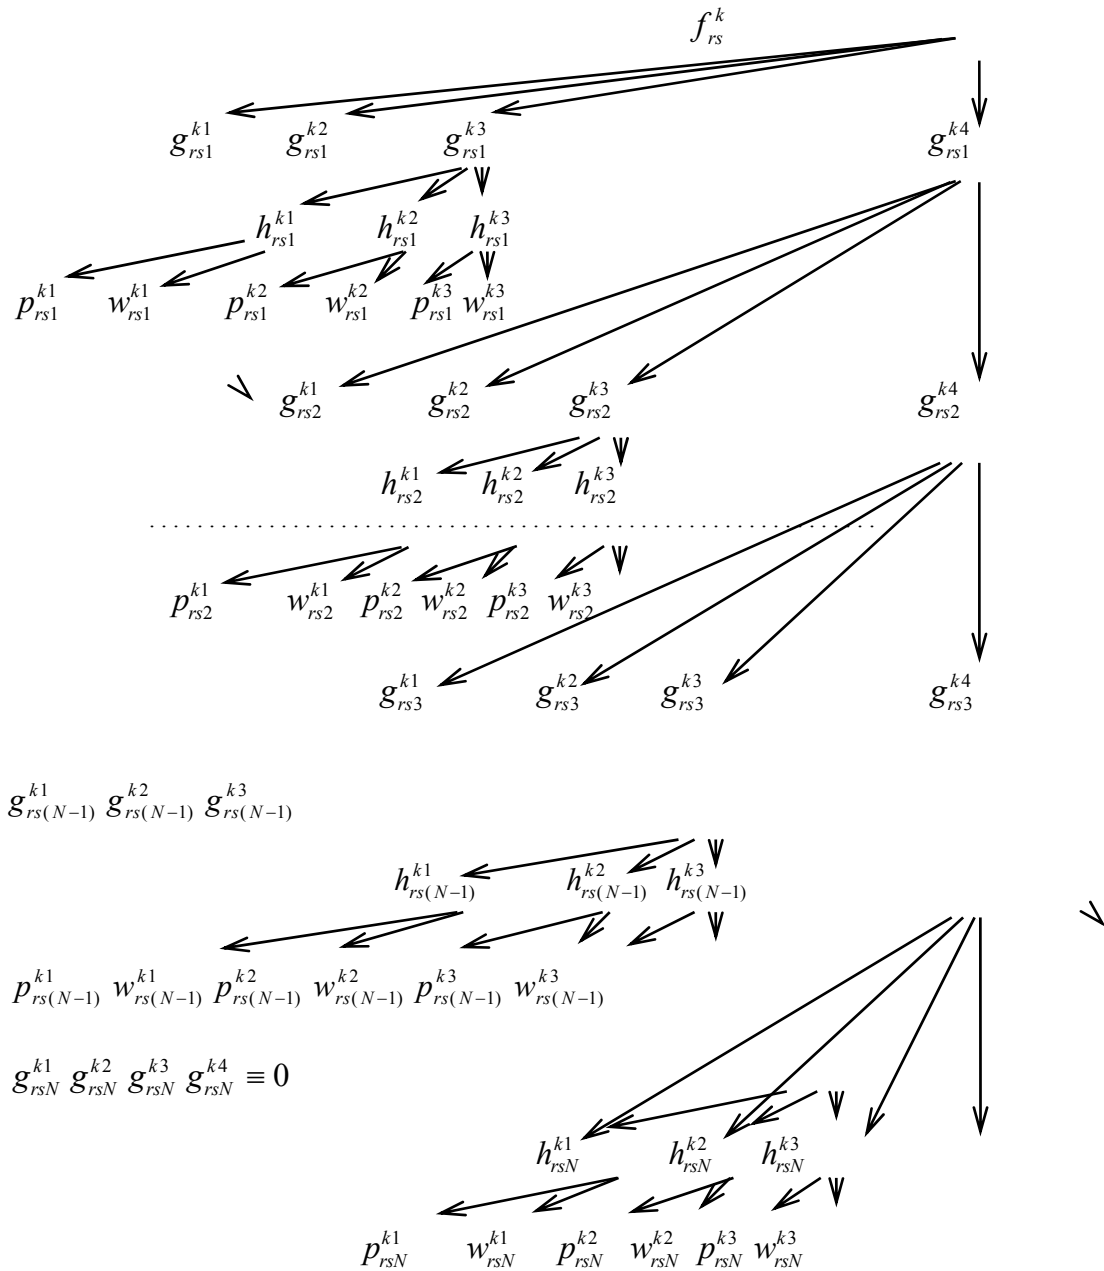 f_{rs}^{k}
g_{rs1}^{k1} g_{rs1}^{k2} g_{rs1}^{k3} g_{rs1}^{k4}
h_{rs1}^{k1} h_{rs1}^{k2} h_{rs1}^{k3}
p_{rs1}^{k1} w_{rs1}^{k1} p_{rs1}^{k2} w_{rs1}^{k2} p_{rs1}^{k3} w_{rs1}^{k3}
g_{rs2}^{k1} g_{rs2}^{k2} g_{rs2}^{k3} g_{rs2}^{k4}
h_{rs2}^{k1} h_{rs2}^{k2} h_{rs2}^{k3}
p_{rs2}^{k1} w_{rs2}^{k1} p_{rs2}^{k2} w_{rs2}^{k2} p_{rs2}^{k3} w_{rs2}^{k3}
g_{rs3}^{k1} g_{rs3}^{k2} g_{rs3}^{k3} g_{rs3}^{k4}
g_{rs(N-1)}^{k1} g_{rs(N-1)}^{k2} g_{rs(N-1)}^{k3}
h_{rs(N-1)}^{k1} h_{rs(N-1)}^{k2} h_{rs(N-1)}^{k3}
p_{rs(N-1)}^{k1} w_{rs(N-1)}^{k1} p_{rs(N-1)}^{k2} w_{rs(N-1)}^{k2} p_{rs(N-1)}^{k3} w_{rs(N-1)}^{k3}
g_{rsN}^{k1} g_{rsN}^{k2} g_{rsN}^{k3} g_{rsN}^{k4} ≡ 0
h_{rsN}^{k1} h_{rsN}^{k2} h_{rsN}^{k3}
p_{rsN}^{k1} w_{rsN}^{k1} p_{rsN}^{k2} w_{rsN}^{k2} p_{rsN}^{k3} w_{rsN}^{k3}